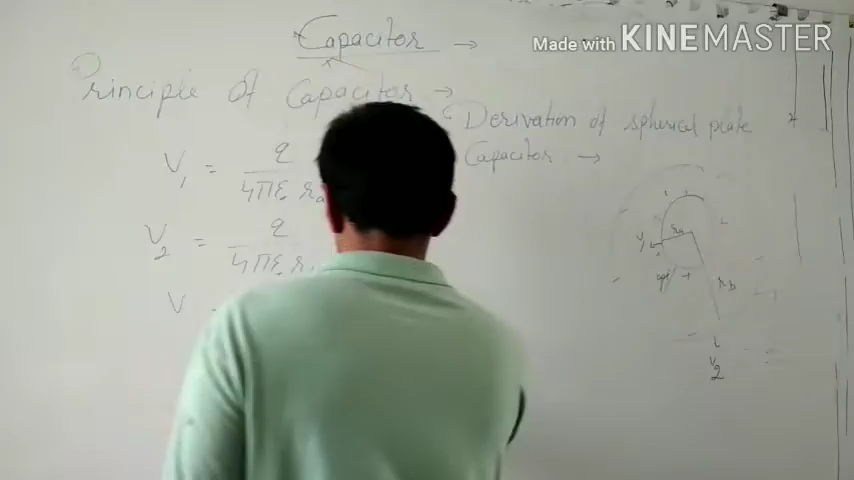 Capacitor →
Made with KINEMASTER
Principle of Capacitor →
Derivation of spherical plate
Capacitor →
V₁ = q / 4πε rₐ
V₂ = q / 4πε r
V
rₐ
V₁
r_b
V₂